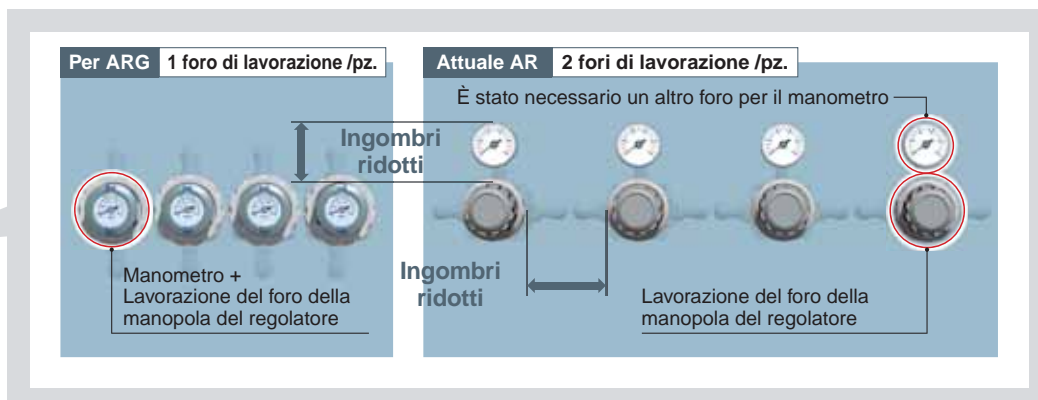 Per ARG 1 foro di lavorazione /pz.
Attuale AR 2 fori di lavorazione /pz.
È stato necessario un altro foro per il manometro
Ingombri
ridotti
Ingombri
ridotti
Manometro +
Lavorazione del foro della
manopola del regolatore
Lavorazione del foro della
manopola del regolatore